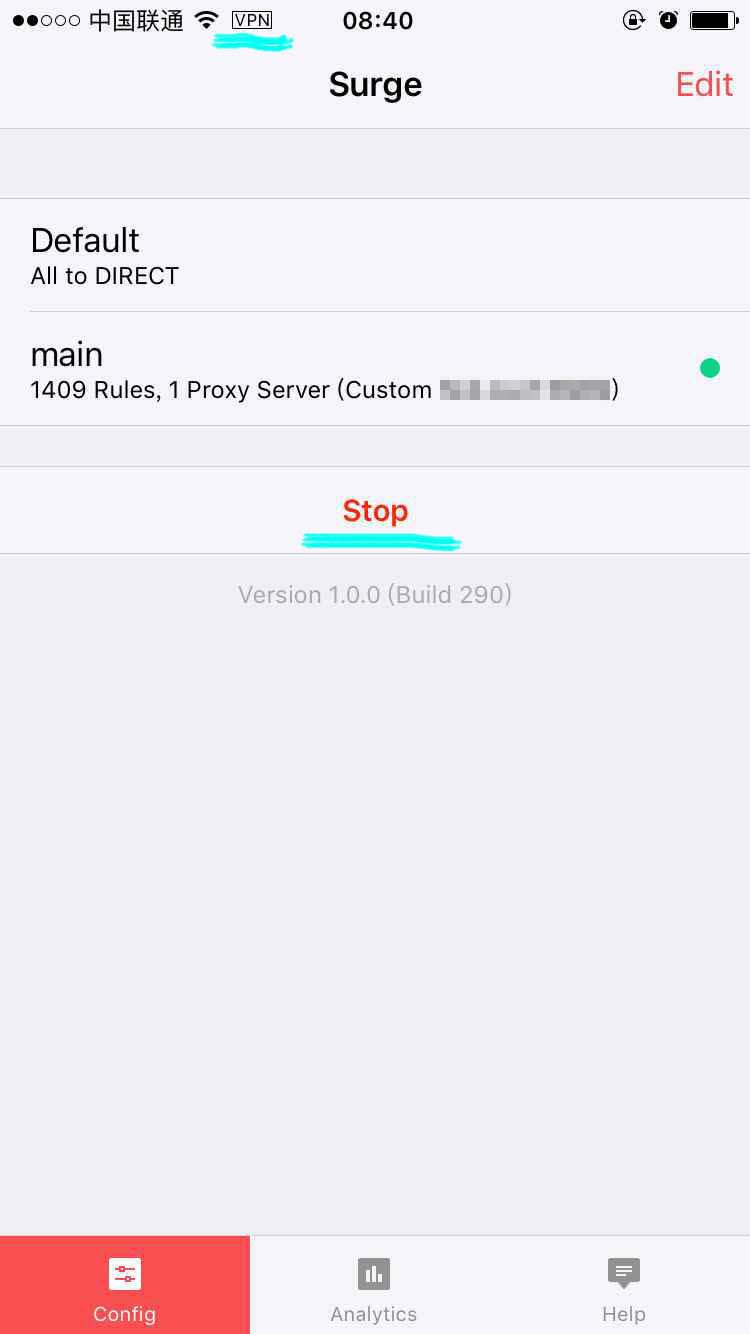 中国联通 VPN 08:40
Surge Edit
Default
All to DIRECT
main
1409 Rules, 1 Proxy Server (Custom )
Stop
Version 1.0.0 (Build 290)
Config Analytics Help